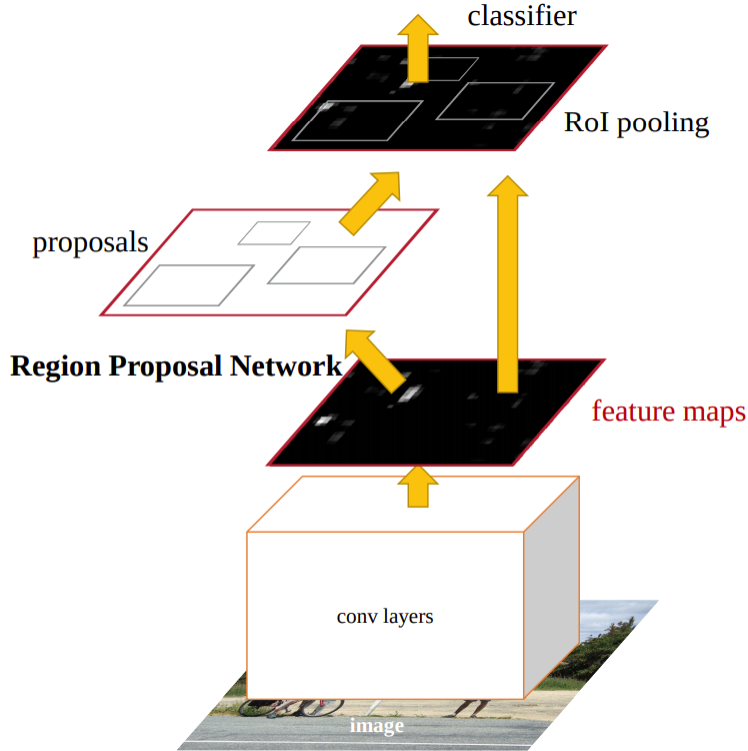 classifier
RoI pooling
proposals
Region Proposal Network
feature maps
conv layers
image